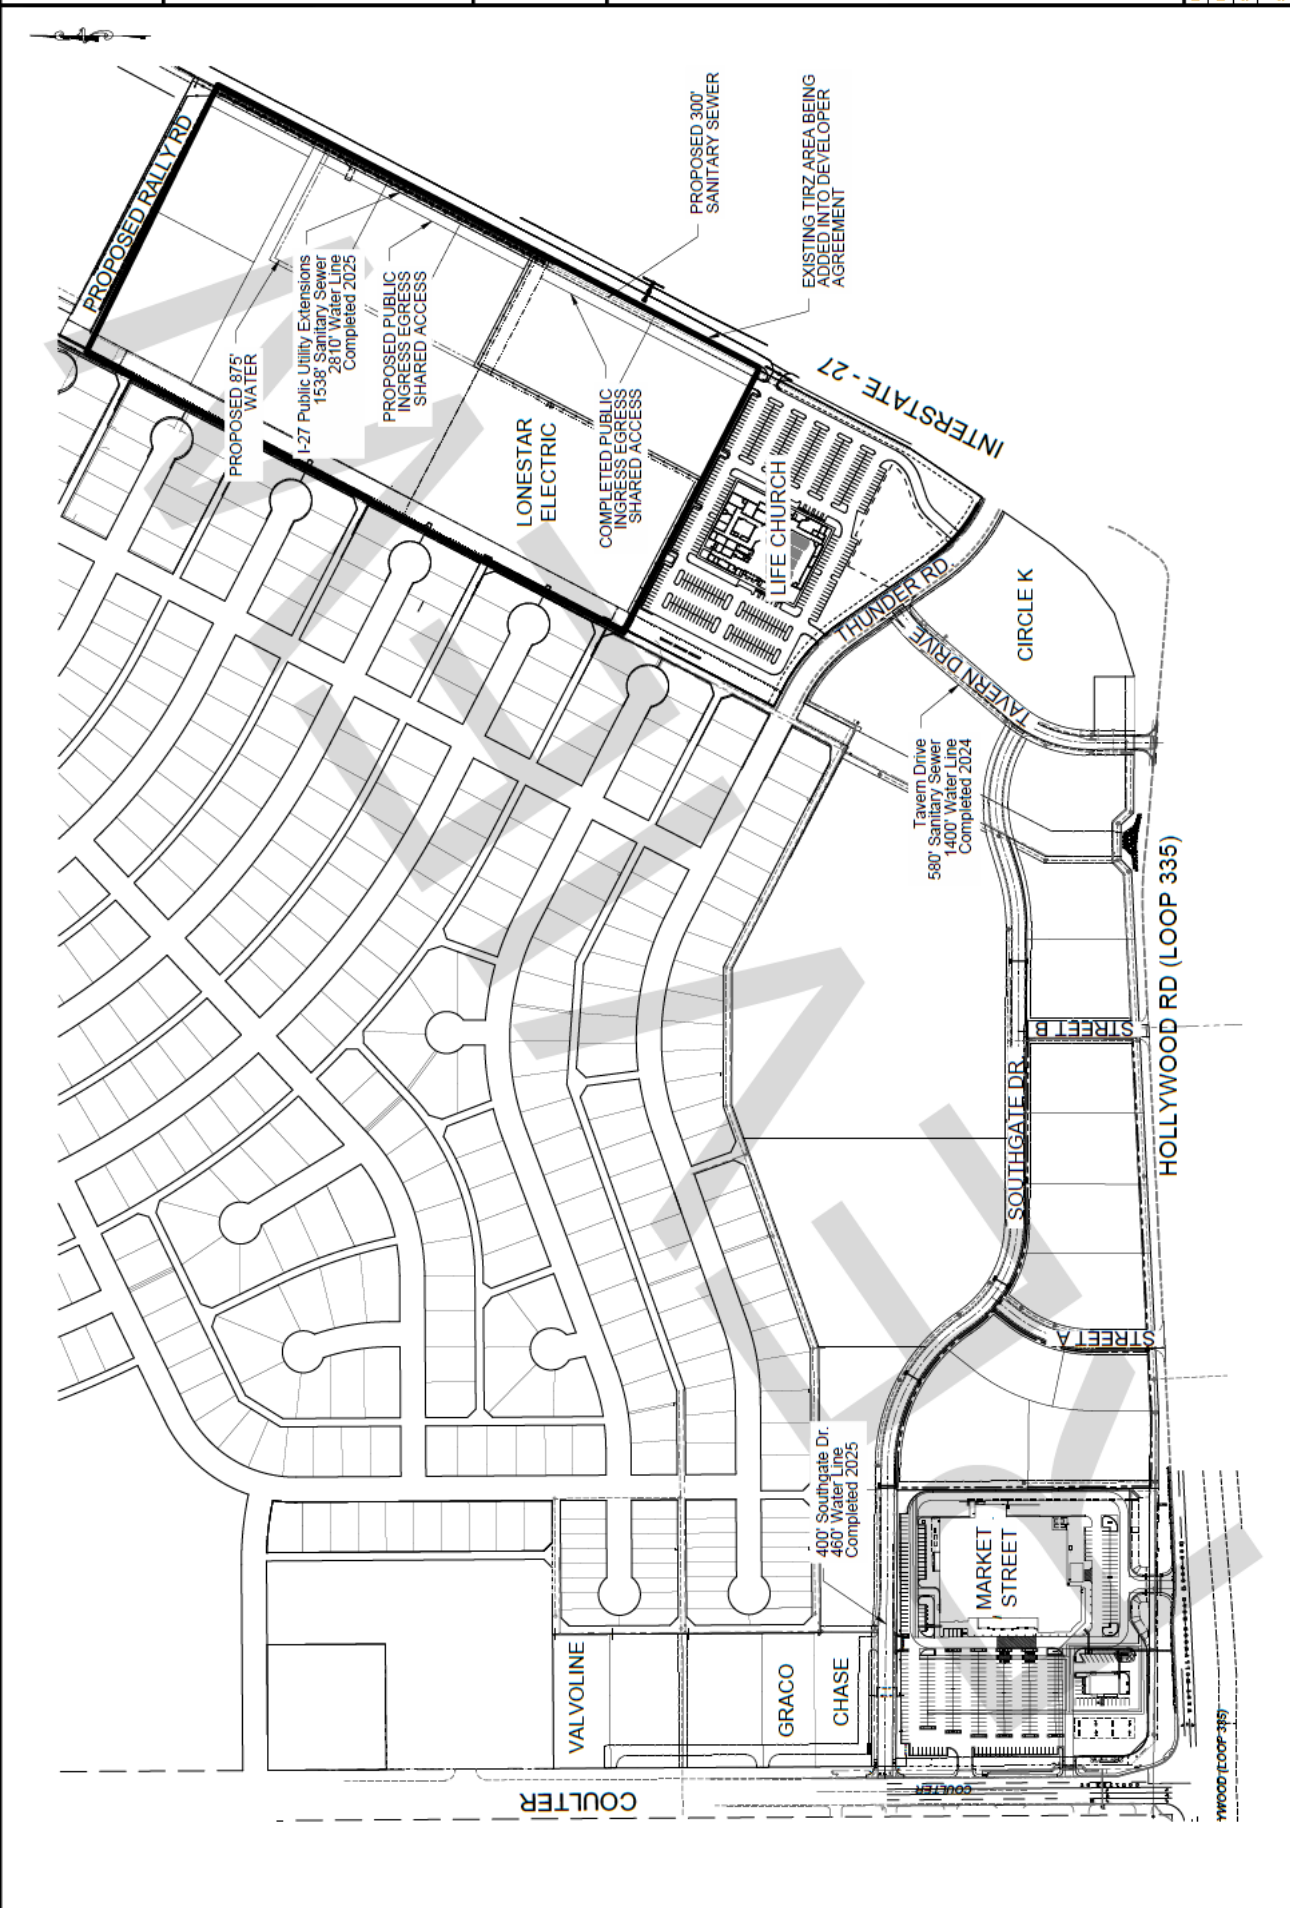 PROPOSED RALLY RD
PROPOSED 300'
SANITARY SEWER
EXISTING TIRZ AREA BEING
ADDED INTO DEVELOPER
AGREEMENT
PROPOSED 875'
WATER
I-27 Public Utility Extensions
1538' Sanitary Sewer
2810' Water Line
Completed 2025
PROPOSED PUBLIC
INGRESS EGRESS
SHARED ACCESS
LONESTAR
ELECTRIC
COMPLETED PUBLIC
INGRESS EGRESS
SHARED ACCESS
INTERSTATE - 27
LIFE CHURCH
THUNDER RD
TAVERN DRIVE
TAVERN
CIRCLE K
Tavern Drive
580' Sanitary Sewer
1400' Water Line
Completed 2024
HOLLYWOOD RD (LOOP 335)
STREET B
SOUTHGATE DR
STREET A
400' Southgate Dr.
460' Water Line
Completed 2025
MARKET
STREET
VALVOLINE
GRACO
CHASE
COULTER
COULTER
YWOOD (LOOP 335)